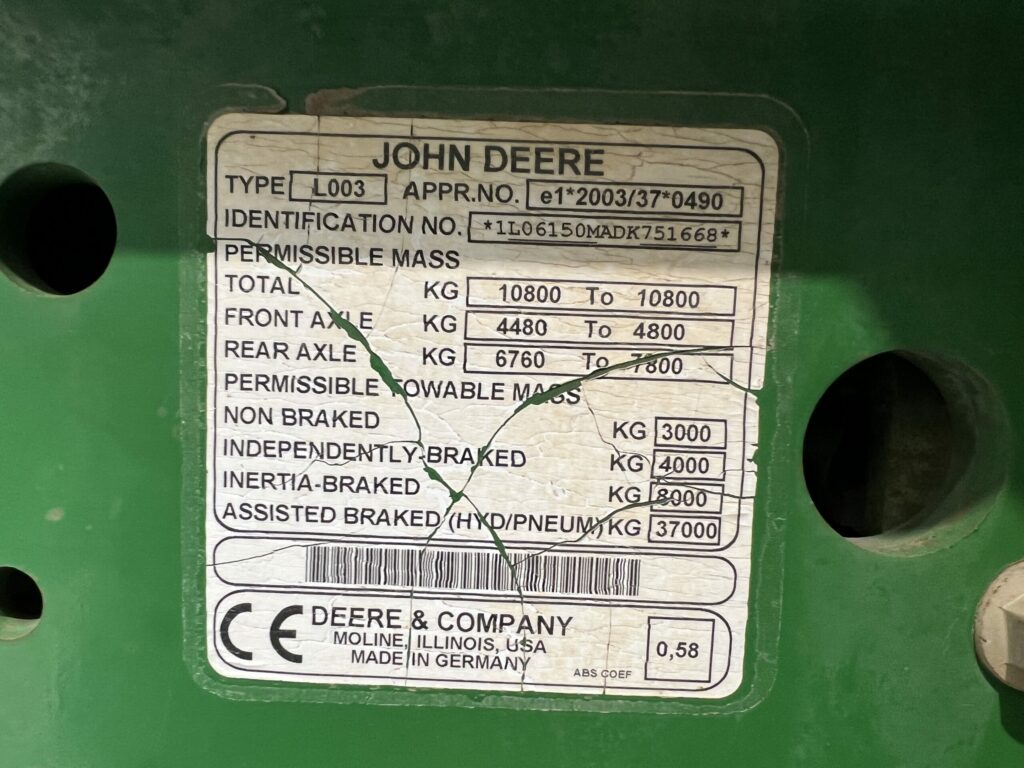 JOHN DEERE
TYPE L003 APPR.NO. e1*2003/37*0490
IDENTIFICATION NO. *1L06150MADK751668*
PERMISSIBLE MASS
TOTAL KG 10800 To 10800
FRONT AXLE KG 4480 To 4800
REAR AXLE KG 6760 To 7800
PERMISSIBLE TOWABLE MASS
NON BRAKED KG 3000
INDEPENDENTLY-BRAKED KG 4000
INERTIA-BRAKED KG 8000
ASSISTED BRAKED (HYD/PNEUM) KG 37000
CE DEERE & COMPANY
MOLINE, ILLINOIS, USA
MADE IN GERMANY
ABS COEF 0,58